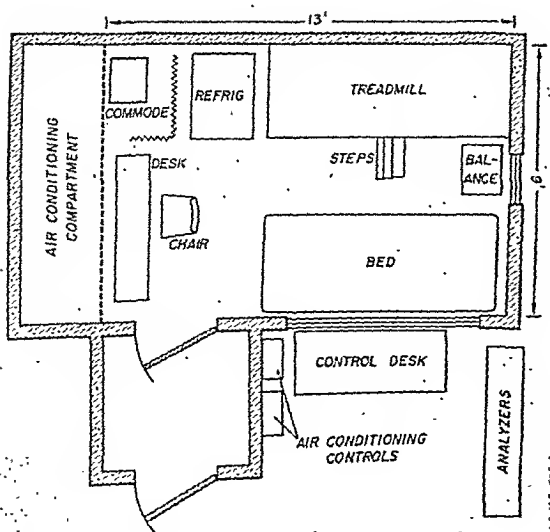 13'
COMMODE
REFRIG
TREADMILL
AIR CONDITIONING
COMPARTMENT
DESK
STEPS
BAL-
ANCE
9'
CHAIR
BED
CONTROL DESK
AIR CONDITIONING
CONTROLS
ANALYZERS